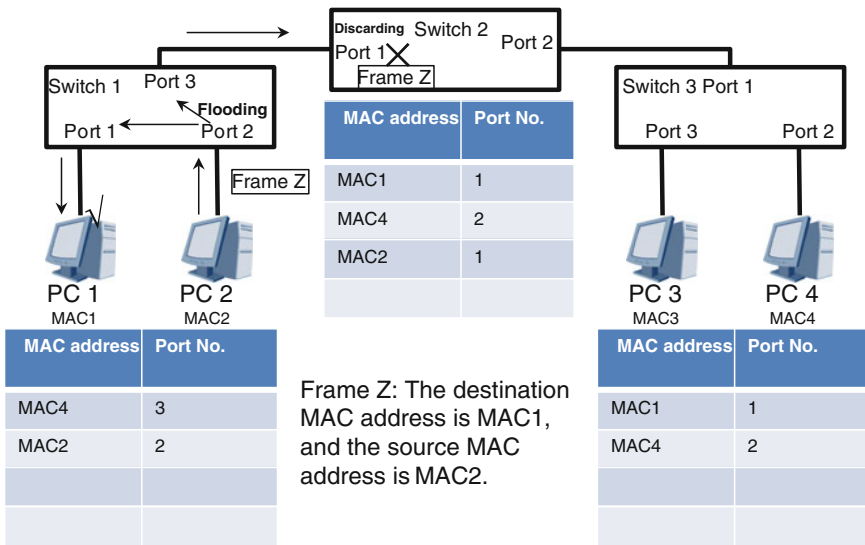 Discarding Switch 2
Port 1
Port 2
Frame Z
Switch 1 Port 3
Flooding
Port 1
Port 2
Frame Z
Switch 3 Port 1
Port 3
Port 2
MAC address Port No.
MAC1 1
MAC4 2
MAC2 1
PC 1
MAC1
PC 2
MAC2
PC 3
MAC3
PC 4
MAC4
MAC address Port No.
MAC4 3
MAC2 2
Frame Z: The destination
MAC address is MAC1,
and the source MAC
address is MAC2.
MAC address Port No.
MAC1 1
MAC4 2